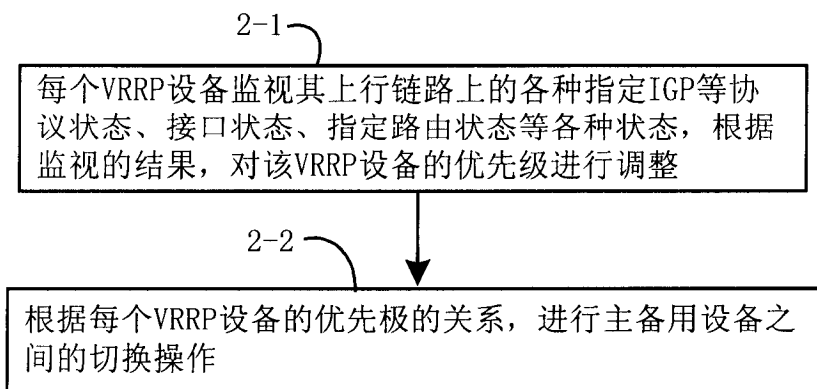 2-1
每个VRRP设备监视其上行链路上的各种指定IGP等协
议状态、接口状态、指定路由状态等各种状态，根据
监视的结果，对该VRRP设备的优先级进行调整
2-2
根据每个VRRP设备的优先极的关系，进行主备用设备之
间的切换操作